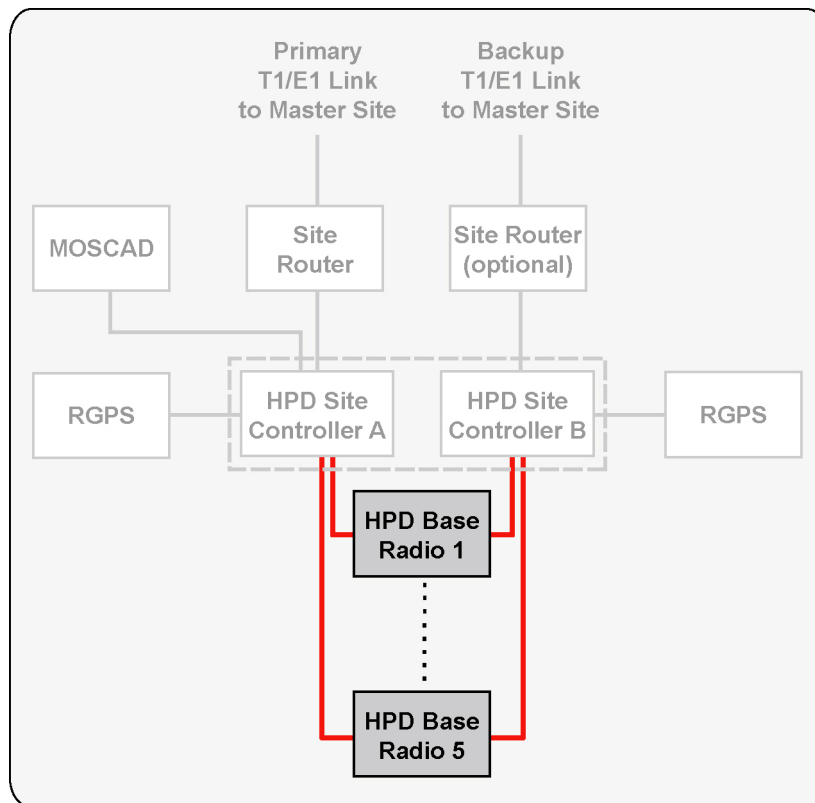 Primary
T1/E1 Link
to Master Site
Backup
T1/E1 Link
to Master Site
MOSCAD
Site
Router
Site Router
(optional)
RGPS
HPD Site
Controller A
HPD Site
Controller B
RGPS
HPD Base
Radio 1
HPD Base
Radio 5